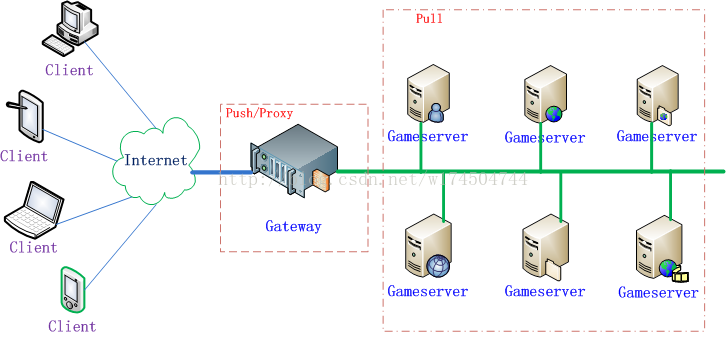 Pull
Client
Push/Proxy
Gameserver
Gameserver
Gameserver
Client
Internet
Gateway
Client
Gameserver
Gameserver
Gameserver
Client